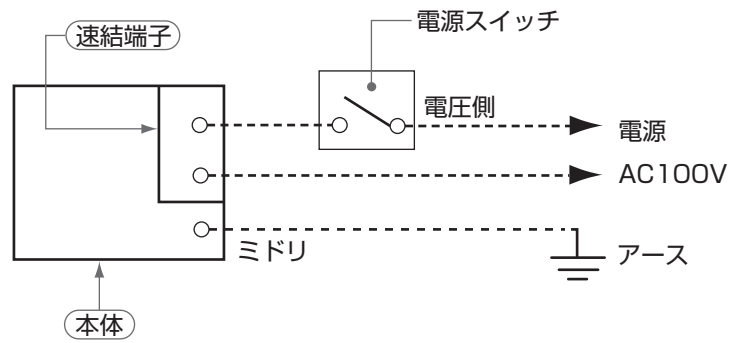 電源スイッチ
速結端子
電圧側
電源
AC100V
ミドリ
アース
本体